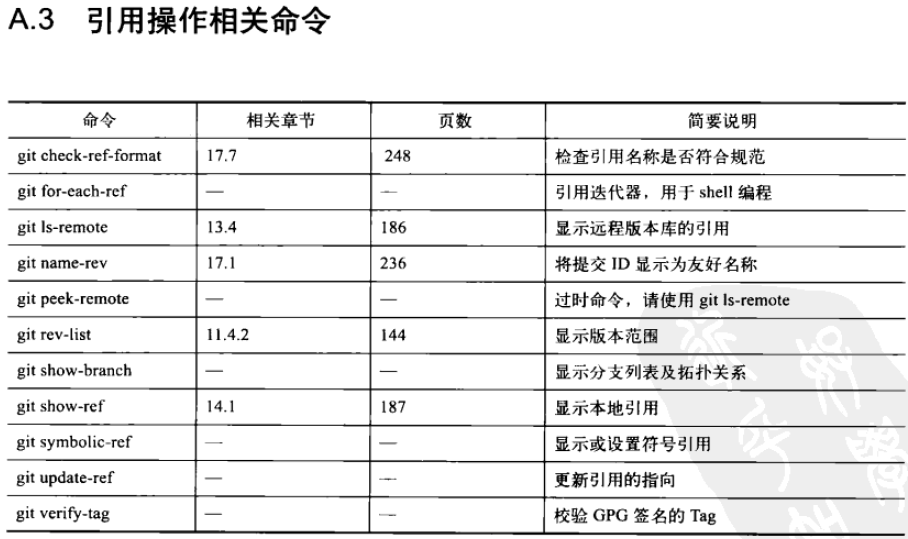 A.3 引用操作相关命令
命令 相关章节 页数 简要说明
git check-ref-format 17.7 248 检查引用名称是否符合规范
git for-each-ref — — 引用迭代器，用于 shell 编程
git ls-remote 13.4 186 显示远程版本库的引用
git name-rev 17.1 236 将提交 ID 显示为友好名称
git peek-remote — — 过时命令，请使用 git ls-remote
git rev-list 11.4.2 144 显示版本范围
git show-branch — — 显示分支列表及拓扑关系
git show-ref 14.1 187 显示本地引用
git symbolic-ref — — 显示或设置符号引用
git update-ref — — 更新引用的指向
git verify-tag — — 校验 GPG 签名的 Tag